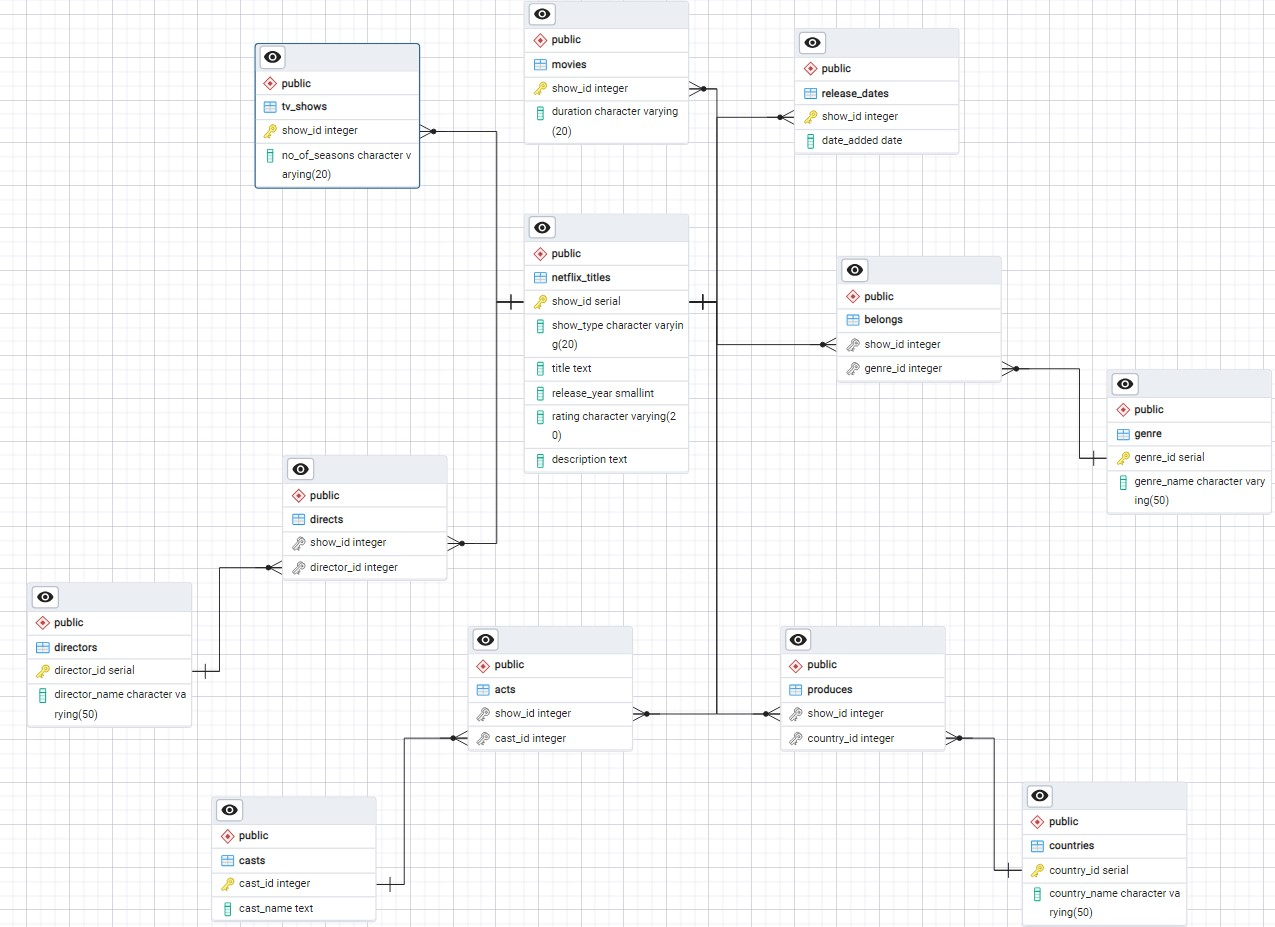 public
movies
show_id integer
duration character varying
(20)
public
release_dates
show_id integer
date_added date
public
tv_shows
show_id integer
no_of_seasons character v
arying(20)
public
netflix_titles
show_id serial
show_type character varyin
g(20)
title text
release_year smallint
rating character varying(2
0)
description text
public
belongs
show_id integer
genre_id integer
public
genre
genre_id serial
genre_name character vary
ing(50)
public
directs
show_id integer
director_id integer
public
directors
director_id serial
director_name character va
rying(50)
public
acts
show_id integer
cast_id integer
public
produces
show_id integer
country_id integer
public
casts
cast_id integer
cast_name text
public
countries
country_id serial
country_name character va
rying(50)